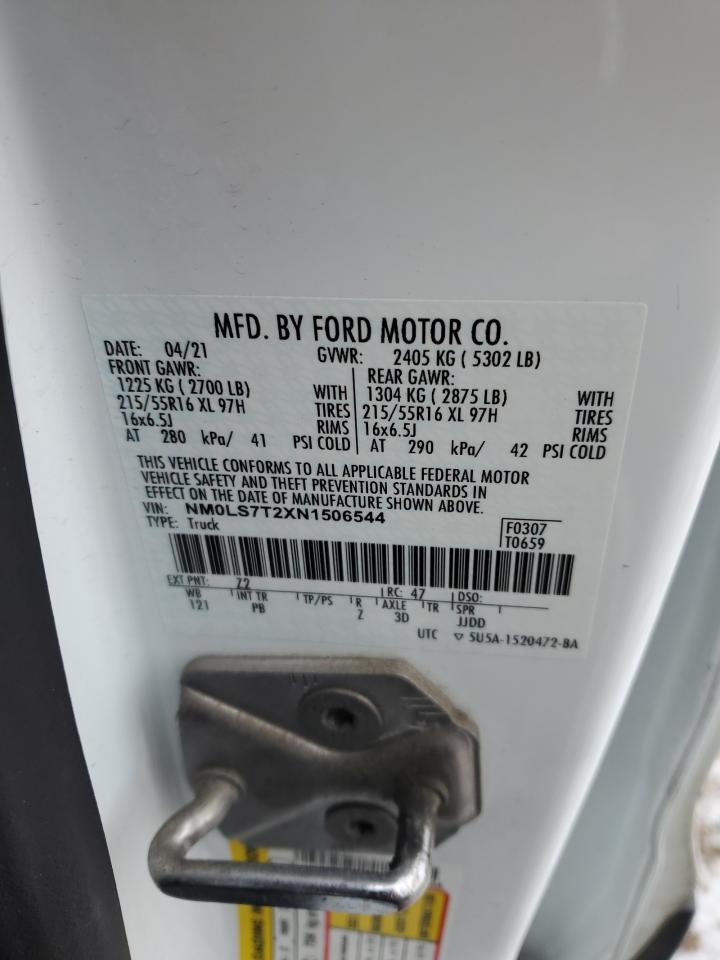 MFD. BY FORD MOTOR CO.
DATE: 04/21 GVWR: 2405 KG ( 5302 LB)
FRONT GAWR: REAR GAWR:
1225 KG ( 2700 LB) WITH 1304 KG ( 2875 LB) WITH
215/55R16 XL 97H TIRES 215/55R16 XL 97H TIRES
16x6.5J RIMS 16x6.5J RIMS
AT 280 kPa/ 41 PSI COLD AT 290 kPa/ 42 PSI COLD
THIS VEHICLE CONFORMS TO ALL APPLICABLE FEDERAL MOTOR
VEHICLE SAFETY AND THEFT PREVENTION STANDARDS IN
EFFECT ON THE DATE OF MANUFACTURE SHOWN ABOVE.
VIN: NM0LS7T2XN1506544
TYPE: Truck
F0307
T0659
EXT PNT: Z2 RC: 47 DSO:
WB INT TR TP/PS R AXLE TR SPR
121 PB Z 3D JJDD
UTC ▽ 5U5A-1520472-BA